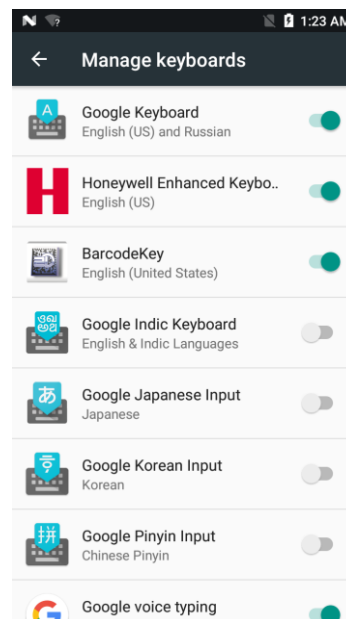 1:23 AM
Manage keyboards
Google Keyboard
English (US) and Russian
Honeywell Enhanced Keybo..
English (US)
BarcodeKey
English (United States)
Google Indic Keyboard
English & Indic Languages
Google Japanese Input
Japanese
Google Korean Input
Korean
Google Pinyin Input
Chinese Pinyin
Google voice typing